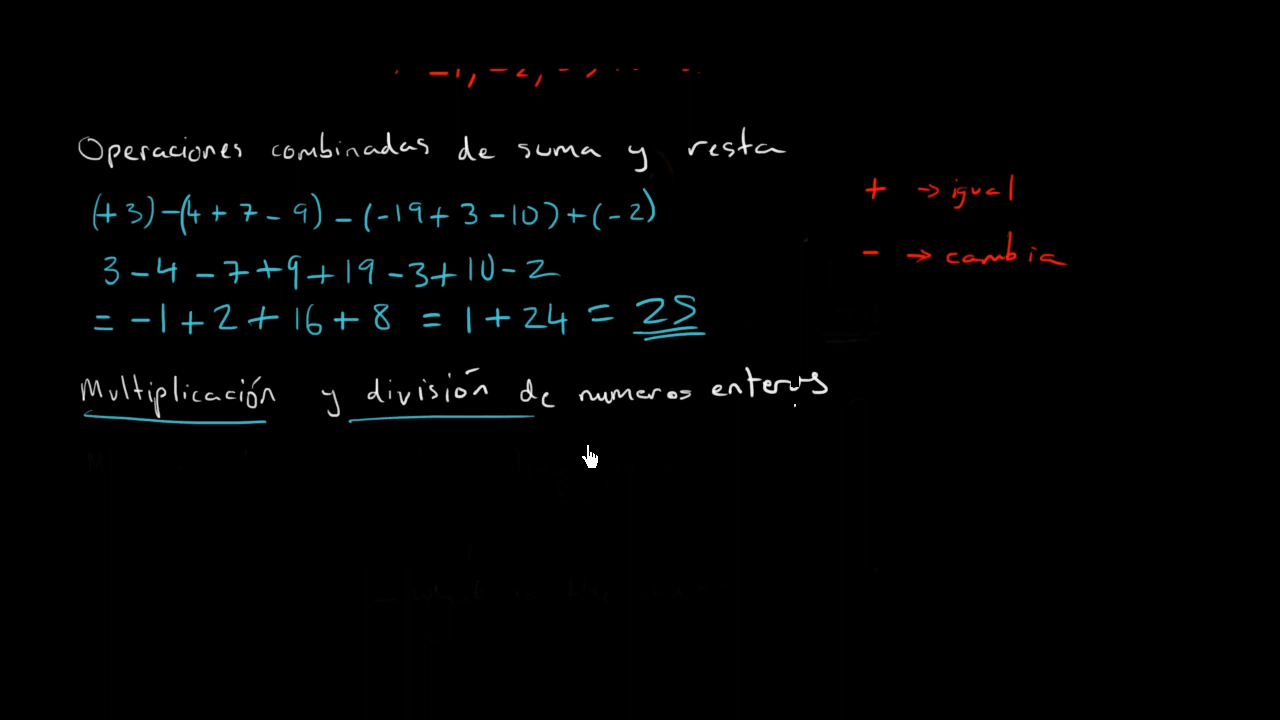 Operaciones combinadas de suma y resta
+ → igual
(+3)-(4+7-9)-(-19+3-10)+(-2)
- → cambia
3-4-7+9+19-3+10-2
= -1+2+16+8 = 1+24 = 25
Multiplicación y división de numeros enteros